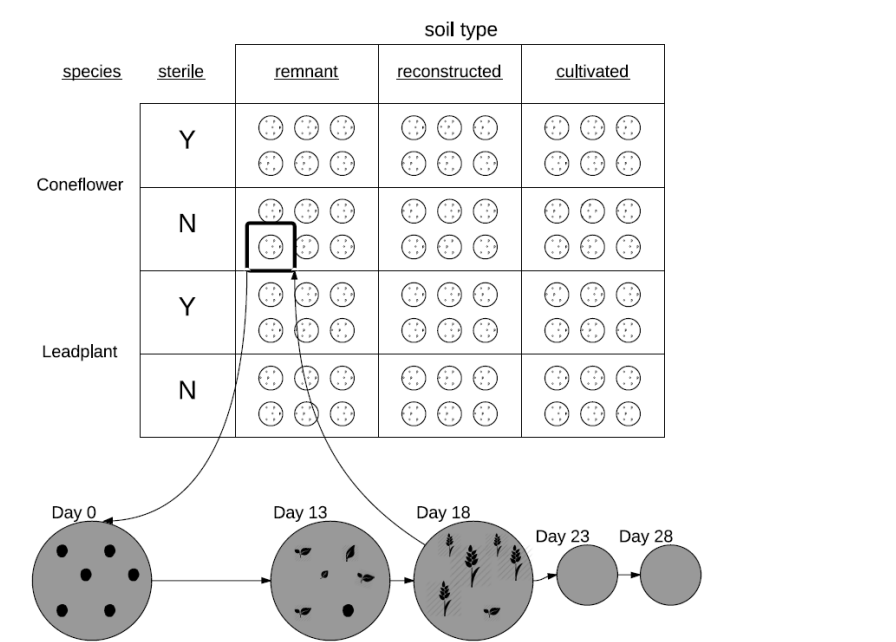 soil type
species sterile remnant reconstructed cultivated
Y
Coneflower
N
Y
Leadplant
N
Day 0 Day 13 Day 18
Day 23 Day 28